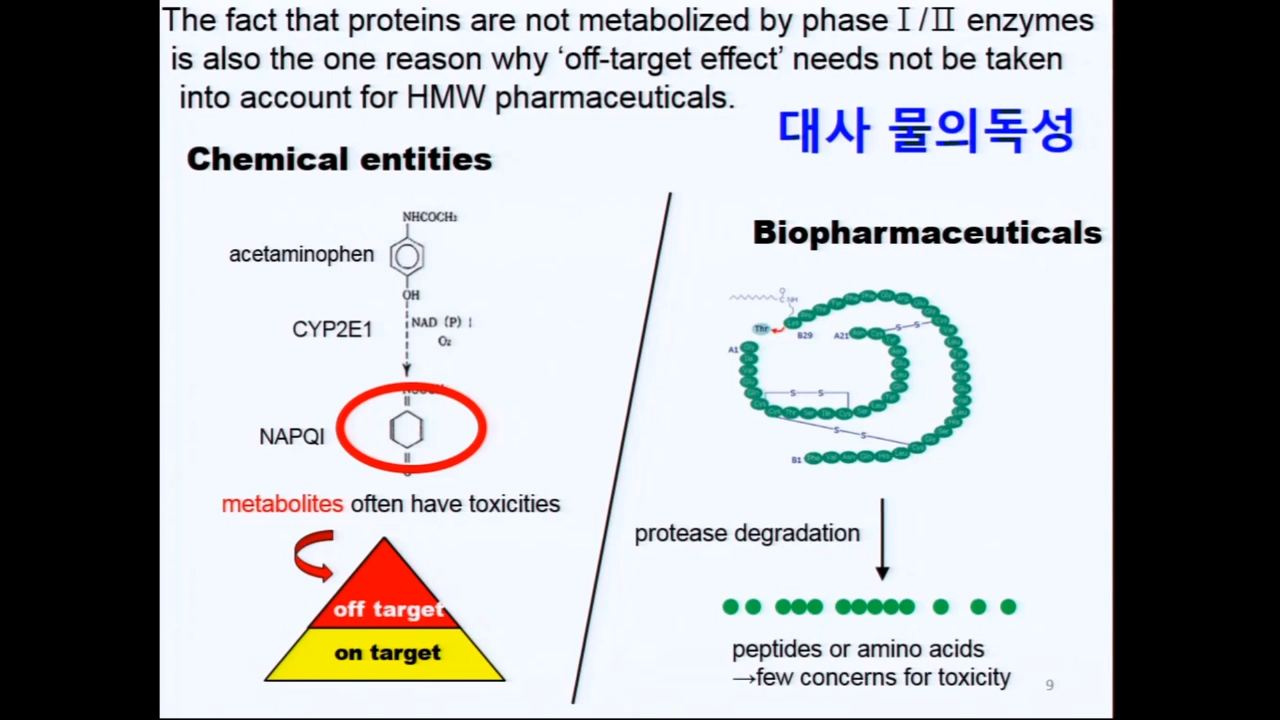 The fact that proteins are not metabolized by phase Ⅰ/Ⅱ enzymes
is also the one reason why ‘off-target effect’ needs not be taken
into account for HMW pharmaceuticals.
대사 물의독성
Chemical entities
NHCOCH₃
acetaminophen
OH
CYP2E1
NAD (P) H
O₂
NAPQI
metabolites often have toxicities
off target
on target
Biopharmaceuticals
O
C NH
Thr
B29
A21
A1
S S
S S
S S
B1
protease degradation
peptides or amino acids
→few concerns for toxicity
9